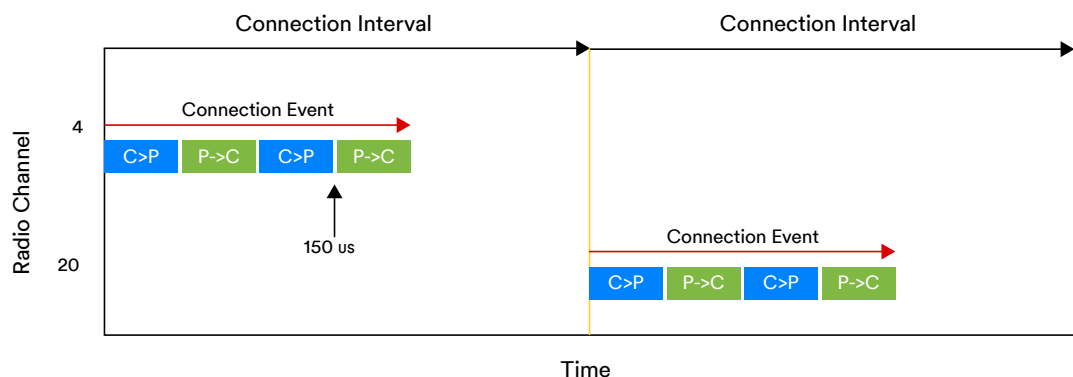 Connection Interval
Connection Interval
Connection Event
4
C>P
P->C
C>P
P->C
150 us
Radio Channel
Connection Event
20
C>P
P->C
C>P
P->C
Time